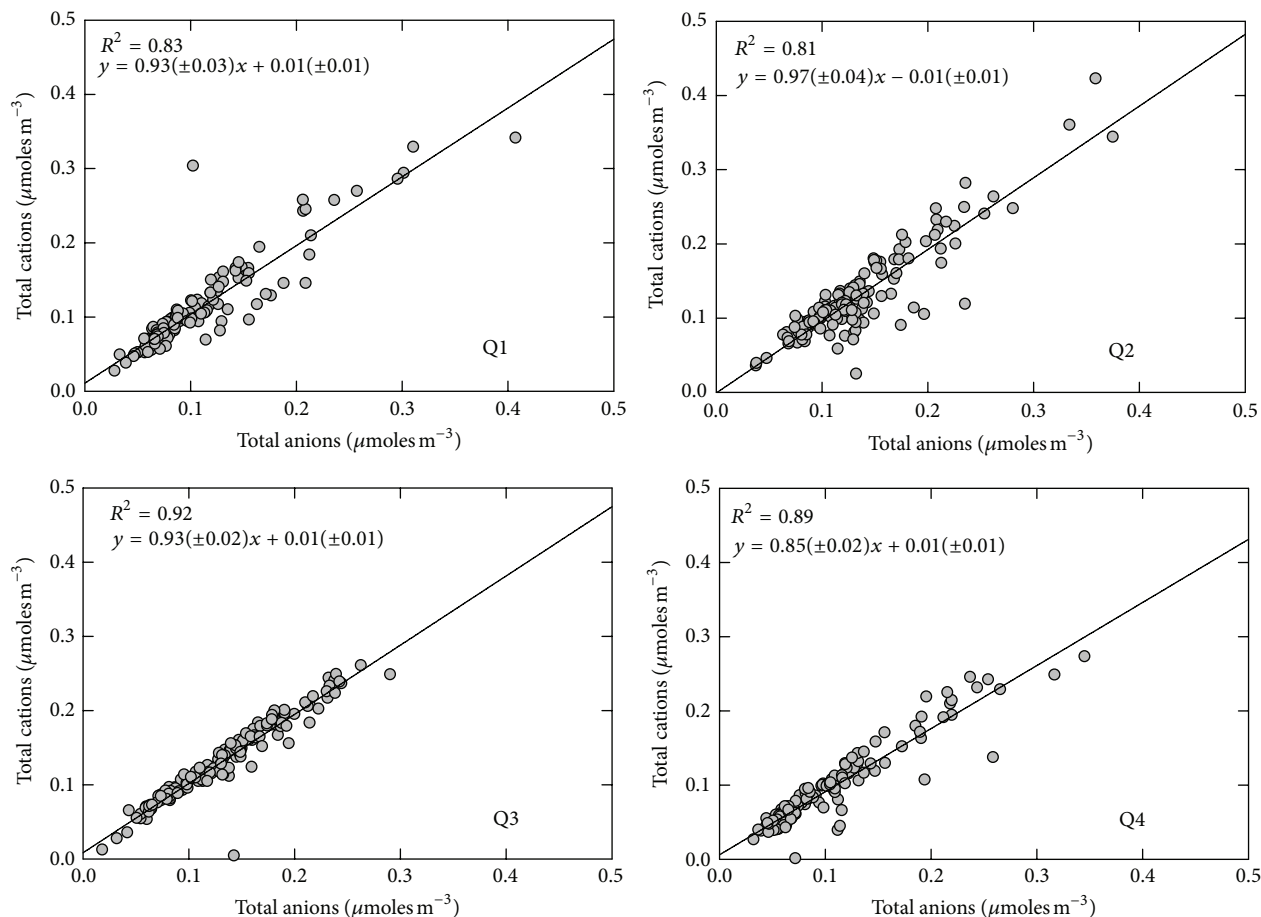 R² = 0.83
y = 0.93(±0.03)x + 0.01(±0.01)
Total cations (μmoles m⁻³)
0.5
0.4
0.3
0.2
0.1
0.0
Q1
0.0 0.1 0.2 0.3 0.4 0.5
Total anions (μmoles m⁻³)
R² = 0.81
y = 0.97(±0.04)x − 0.01(±0.01)
Total cations (μmoles m⁻³)
0.5
0.4
0.3
0.2
0.1
0.0
Q2
0.0 0.1 0.2 0.3 0.4 0.5
Total anions (μmoles m⁻³)
R² = 0.92
y = 0.93(±0.02)x + 0.01(±0.01)
Total cations (μmoles m⁻³)
0.5
0.4
0.3
0.2
0.1
0.0
Q3
0.0 0.1 0.2 0.3 0.4 0.5
Total anions (μmoles m⁻³)
R² = 0.89
y = 0.85(±0.02)x + 0.01(±0.01)
Total cations (μmoles m⁻³)
0.5
0.4
0.3
0.2
0.1
0.0
Q4
0.0 0.1 0.2 0.3 0.4 0.5
Total anions (μmoles m⁻³)